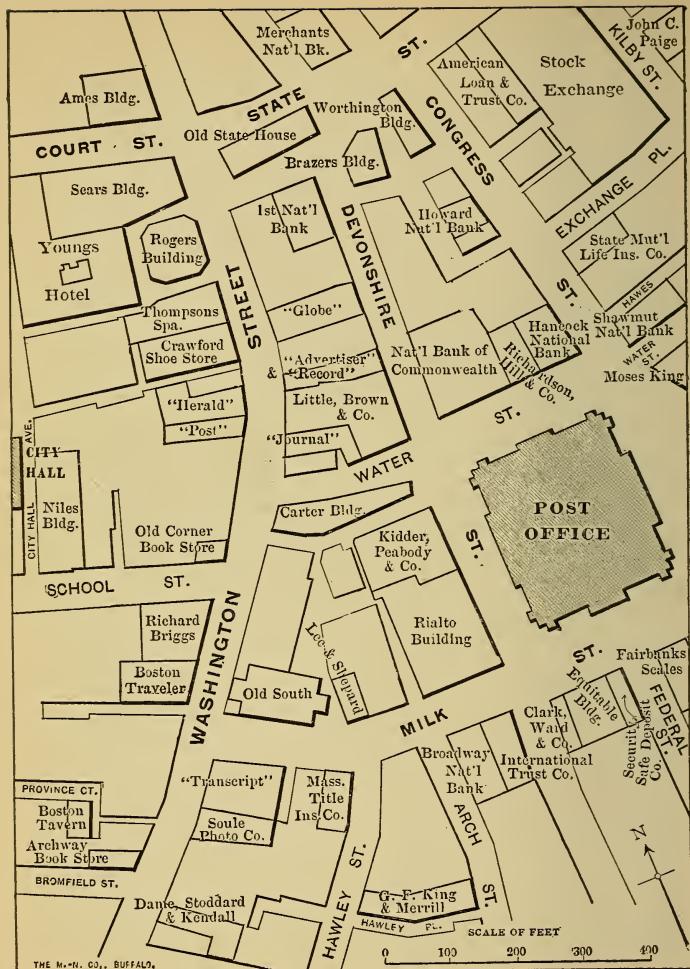 Merchants
Nat'l Bk.
ST.
John C.
Paige
KILBY ST.
American
Loan &
Trust Co.
Stock
Exchange
Ames Bldg.
STATE
Worthington
Bldg.
CONGRESS
COURT ST.
Old State House
Brazers Bldg.
EXCHANGE PL.
Sears Bldg.
1st Nat'l
Bank
DEVONSHIRE
Howard
Nat'l Bank
Youngs
Hotel
Rogers
Building
State Mut'l
Life Ins. Co.
STREET
ST.
HAWES
Thompsons
Spa.
"Globe"
Hancock
National
Bank
Shawmut
Nat'l Bank
Crawford
Shoe Store
"Advertiser"
& "Record"
Nat'l Bank of
Commonwealth
Richardson,
Hill & Co.
WATER
ST.
Moses King
"Herald"
Little, Brown
& Co.
ST.
"Post"
"Journal"
CITY HALL AVE.
CITY
HALL
WATER
Niles
Bldg.
Carter Bldg.
POST
OFFICE
Old Corner
Book Store
Kidder,
Peabody
& Co.
ST.
SCHOOL ST.
Richard
Briggs
WASHINGTON
Lee & Shepard
Rialto
Building
ST.
Fairbanks
Scales
Boston
Traveler
Old South
Equitable
Bldg.
FEDERAL
ST.
MILK
Clark,
Ward
& Co.
Security
Safe Deposit
Co.
Broadway
Nat'l
Bank
International
Trust Co.
"Transcript"
Mass.
Title
Ins. Co.
PROVINCE CT.
Boston
Tavern
Soule
Photo Co.
ARCH
ST.
Archway
Book Store
N
BROMFIELD ST.
Dame, Stoddard
& Kendall
HAWLEY ST.
G. F. King
& Merrill
HAWLEY PL.
SCALE OF FEET
0 100 200 300 400
THE M.-N. CO., BUFFALO.